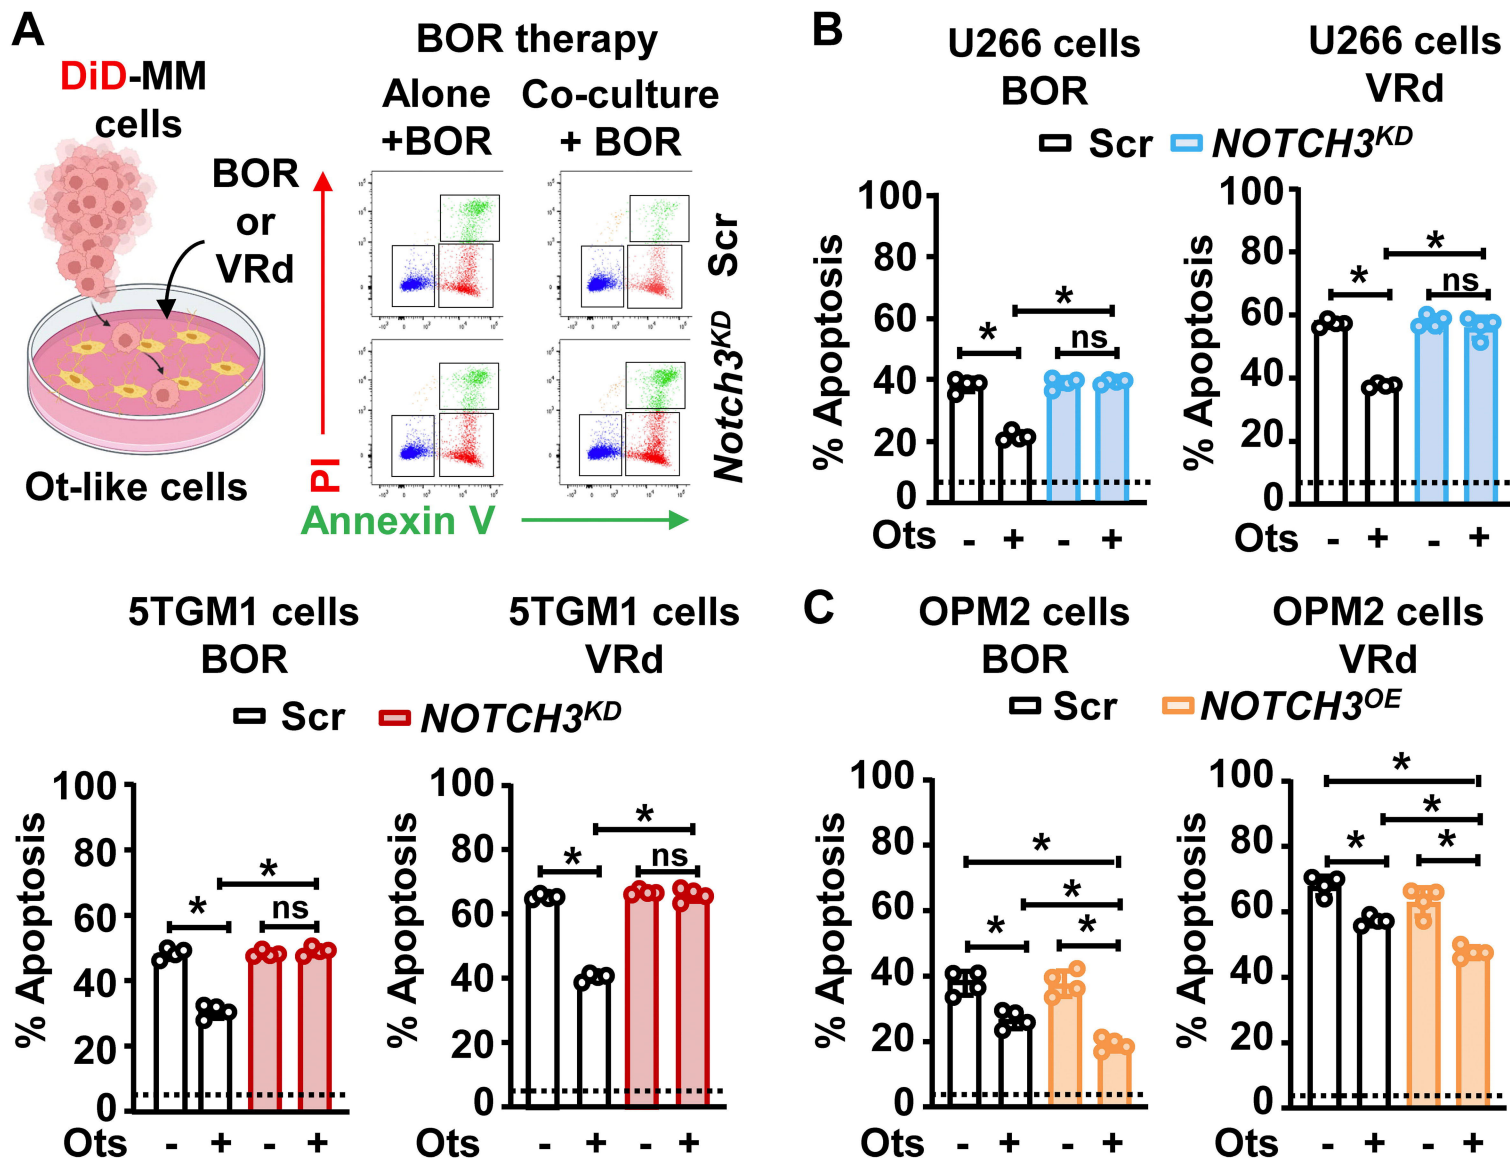 A
DiD-MM
cells
BOR
or
VRd
Ot-like cells
BOR therapy
Alone
+BOR
Co-culture
+ BOR
Scr
Notch3KD
PI
Annexin V
B
U266 cells
BOR
U266 cells
VRd
Scr NOTCH3KD
% Apoptosis
100
80
60
40
20
0
* * ns
Ots - + - +
% Apoptosis
100
80
60
40
20
0
* * ns
Ots - + - +
5TGM1 cells
BOR
5TGM1 cells
VRd
Scr NOTCH3KD
% Apoptosis
100
80
60
40
20
0
* * ns
Ots - + - +
% Apoptosis
100
80
60
40
20
0
* * ns
Ots - + - +
C
OPM2 cells
BOR
OPM2 cells
VRd
Scr NOTCH3OE
% Apoptosis
100
80
60
40
20
0
* * * *
Ots - + - +
% Apoptosis
100
80
60
40
20
0
* * * *
Ots - + - +